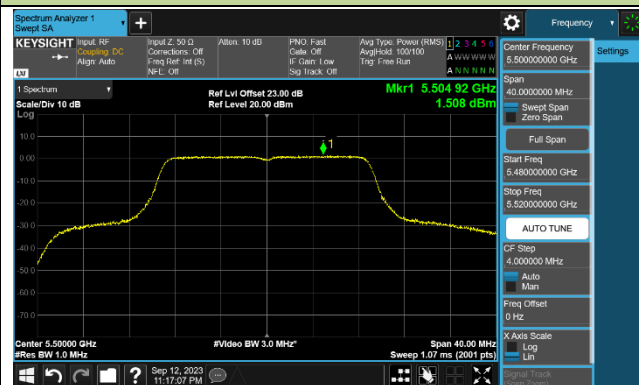 Spectrum Analyzer 1
Swept SA
+
Frequency
KEYSIGHT
LXI
Input: RF
Coupling: DC
Align: Auto
Input Z: 50 Ω
Corrections: Off
Freq Ref: Int (S)
NFE: Off
Atten: 10 dB
PNO: Fast
Gate: Off
IF Gain: Low
Sig Track: Off
Avg Type: Power (RMS)
Avg|Hold: 100/100
Trig: Free Run
1 2 3 4 5 6
A W W W W W
A N N N N N
1 Spectrum
Scale/Div 10 dB
Log
Ref Lvl Offset 23.00 dB
Ref Level 20.00 dBm
Mkr1 5.504 92 GHz
1.508 dBm
1
10.0
0.00
-10.0
-20.0
-30.0
-40.0
-50.0
-60.0
-70.0
Center 5.50000 GHz
#Res BW 1.0 MHz
#Video BW 3.0 MHz*
Span 40.00 MHz
Sweep 1.07 ms (2001 pts)
Sep 12, 2023
11:17:07 PM
?
Center Frequency
5.500000000 GHz
Span
40.0000000 MHz
Swept Span
Zero Span
Full Span
Start Freq
5.480000000 GHz
Stop Freq
5.520000000 GHz
AUTO TUNE
CF Step
4.000000 MHz
Auto
Man
Freq Offset
0 Hz
X Axis Scale
Log
Lin
Signal Track
(Span Zoom)
Settings